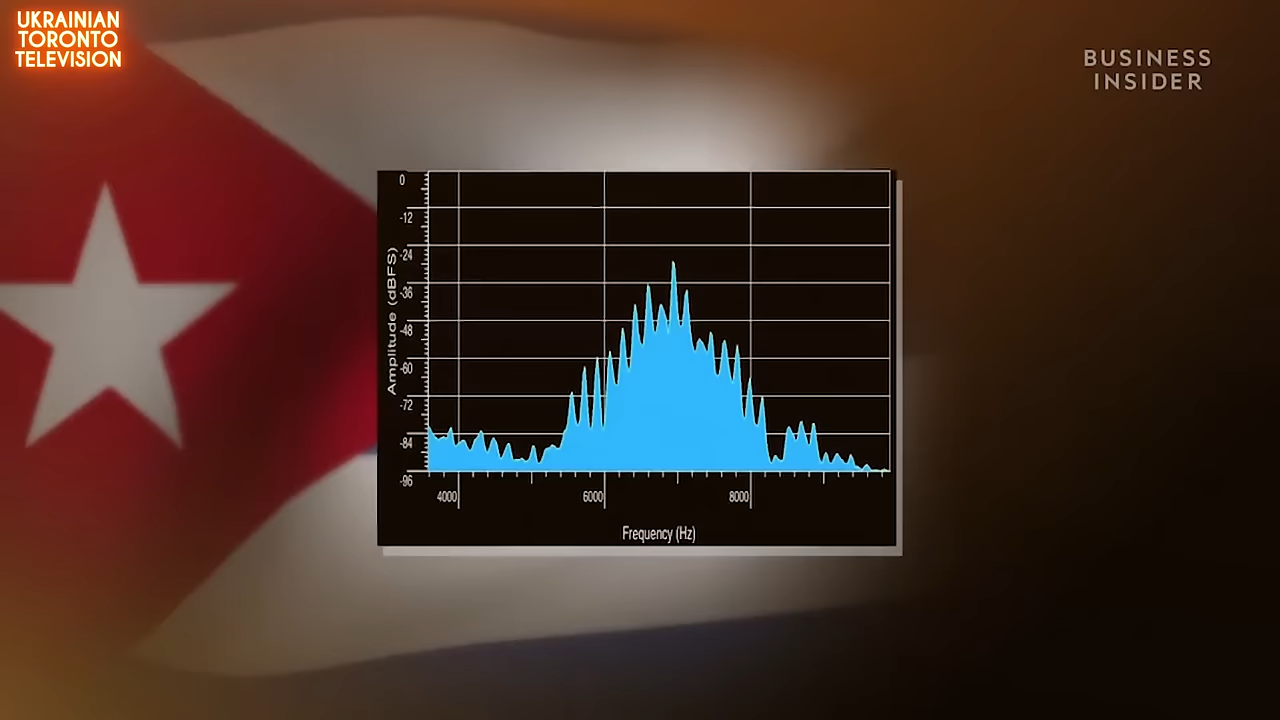 UKRAINIAN
TORONTO
TELEVISION
BUSINESS
INSIDER
0
-12
-24
-36
-48
-60
-72
-84
-96
Amplitude (dBFS)
4000
6000
8000
Frequency (Hz)